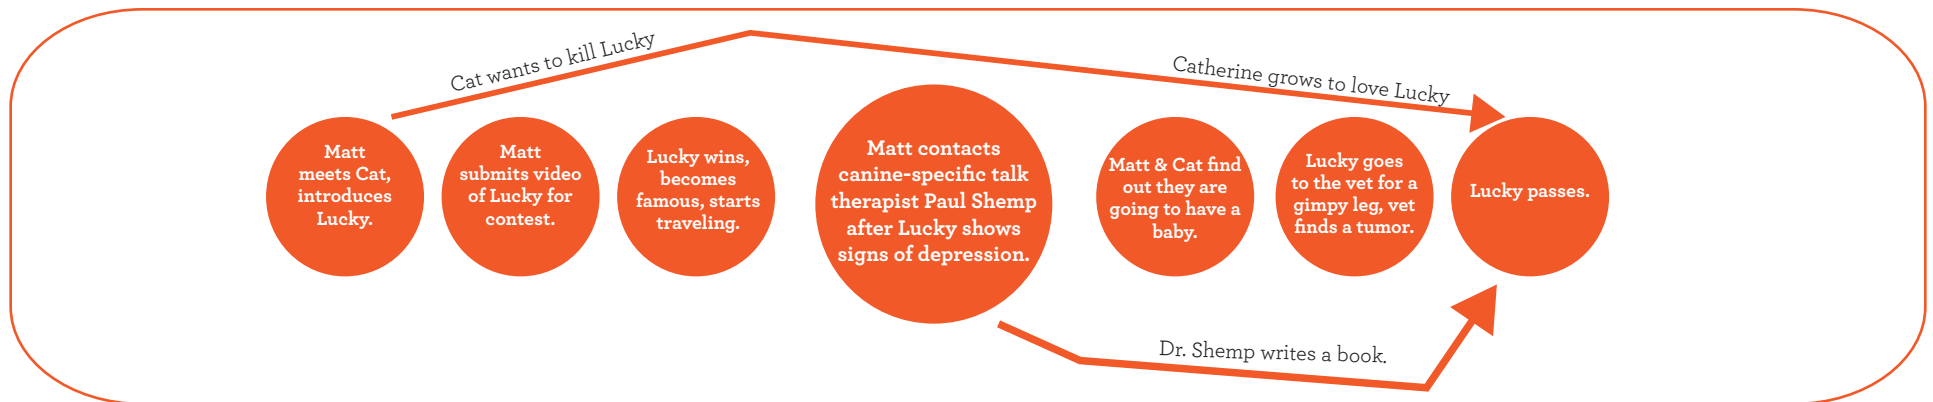 Cat wants to kill Lucky
Catherine grows to love Lucky
Matt
meets Cat,
introduces
Lucky.
Matt
submits video
of Lucky for
contest.
Lucky wins,
becomes
famous, starts
traveling.
Matt contacts
canine-specific talk
therapist Paul Shemp
after Lucky shows
signs of depression.
Matt & Cat find
out they are
going to have a
baby.
Lucky goes
to the vet for a
gimpy leg, vet
finds a tumor.
Lucky passes.
Dr. Shemp writes a book.